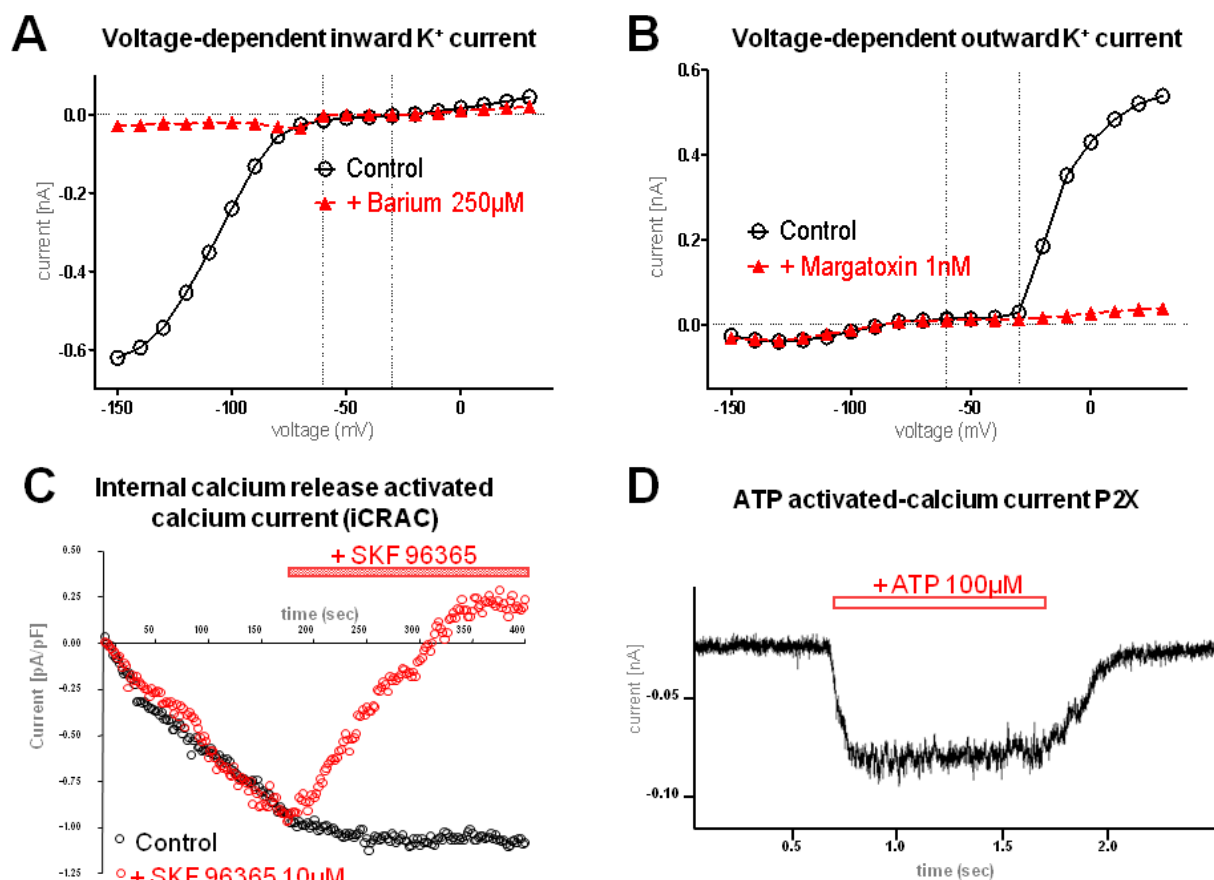 A
Voltage-dependent inward K⁺ current
0.0
-0.2
-0.4
-0.6
current [nA]
Control
+ Barium 250µM
-150
-100
-50
0
voltage (mV)
B
Voltage-dependent outward K⁺ current
0.6
0.4
0.2
0.0
current [nA]
Control
+ Margatoxin 1nM
-150
-100
-50
0
voltage (mV)
C
Internal calcium release activated
calcium current (iCRAC)
+ SKF 96365
0.50
0.25
0.00
-0.25
-0.50
-0.75
-1.00
-1.25
Current [pA/pF]
time (sec)
50 100 150 200 250 300 350 400
Control
+ SKF 96365 10µM
D
ATP activated-calcium current P2X
+ ATP 100µM
-0.05
-0.10
current [nA]
0.5 1.0 1.5 2.0
time (sec)